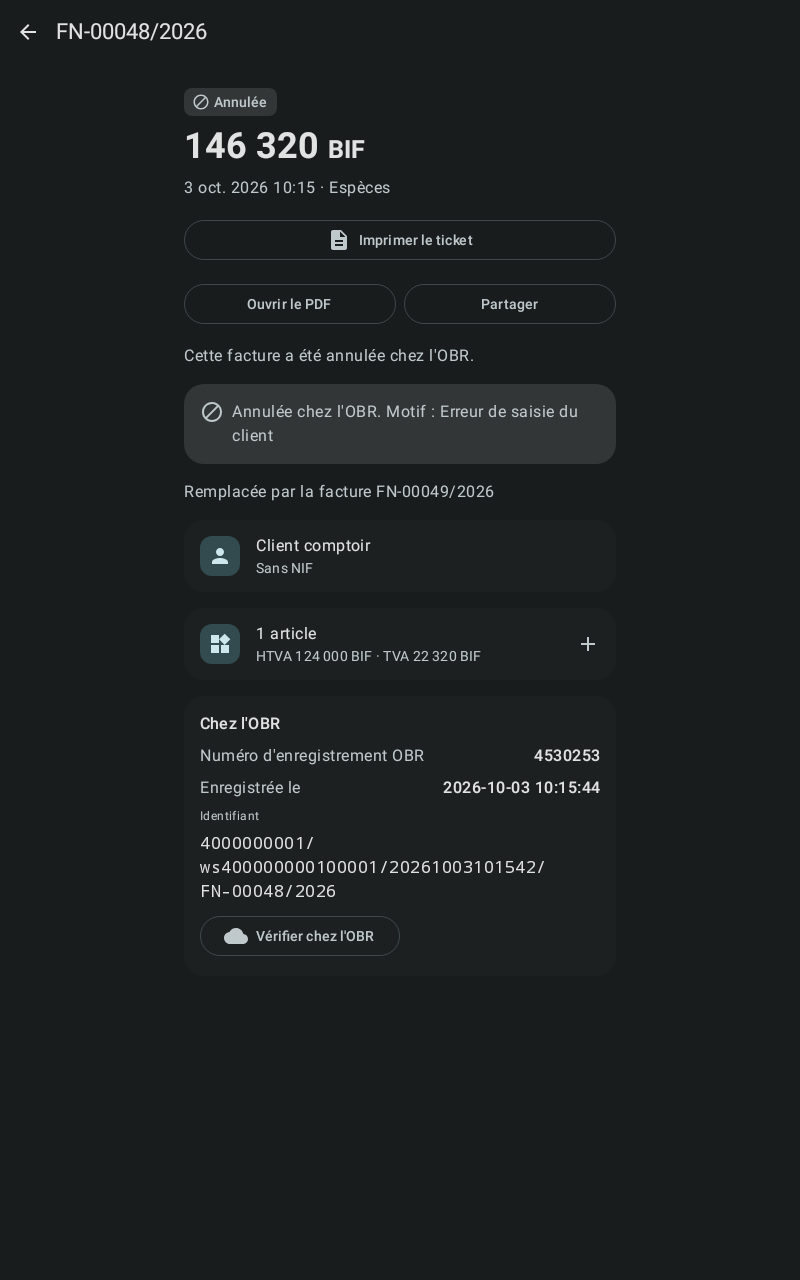 FN-00048/2026
Annulée
146 320 BIF
3 oct. 2026 10:15 · Espèces
Imprimer le ticket
Ouvrir le PDF
Partager
Cette facture a été annulée chez l'OBR.
Annulée chez l'OBR. Motif : Erreur de saisie du
client
Remplacée par la facture FN-00049/2026
Client comptoir
Sans NIF
1 article
HTVA 124 000 BIF · TVA 22 320 BIF
Chez l'OBR
Numéro d'enregistrement OBR 4530253
Enregistrée le 2026-10-03 10:15:44
Identifiant
4000000001/
ws400000000100001/20261003101542/
FN-00048/2026
Vérifier chez l'OBR